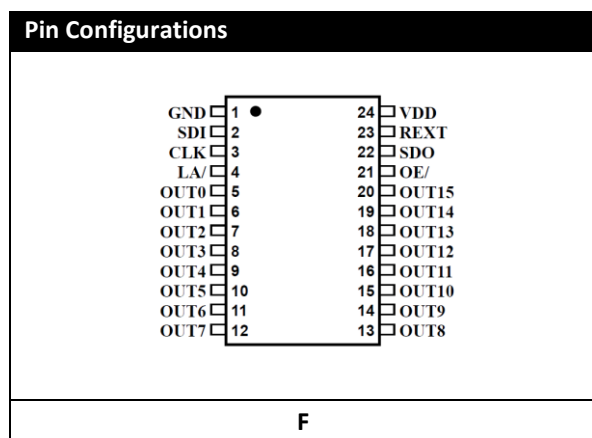 Pin Configurations
GND 1 24 VDD
SDI 2 23 REXT
CLK 3 22 SDO
LA/ 4 21 OE/
OUT0 5 20 OUT15
OUT1 6 19 OUT14
OUT2 7 18 OUT13
OUT3 8 17 OUT12
OUT4 9 16 OUT11
OUT5 10 15 OUT10
OUT6 11 14 OUT9
OUT7 12 13 OUT8
F